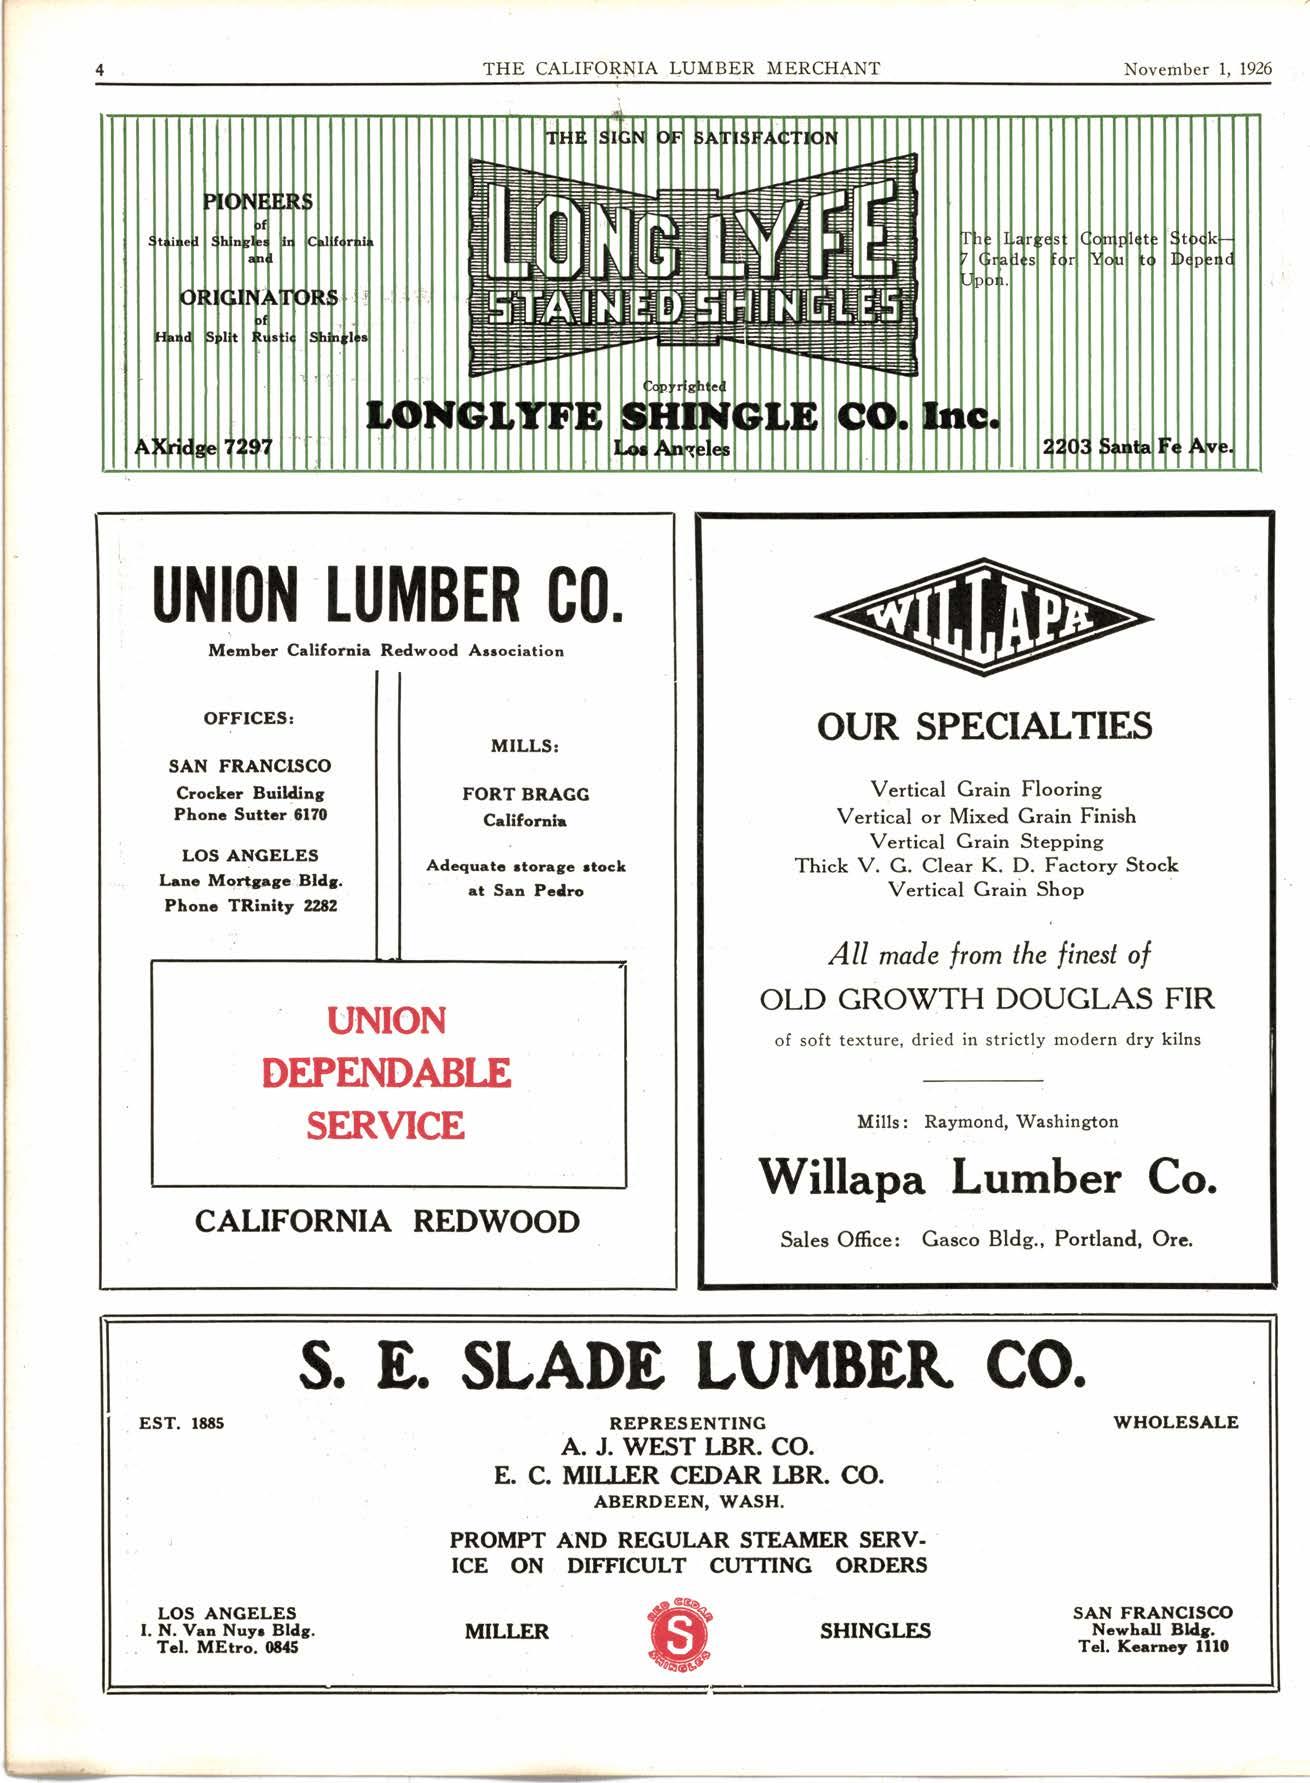 4 THE CALIFORNIA LUMBER MERCHANT November 1, 1926
THE SIGN OF SATISFACTION
PIONEERS
of
Stained Shingles in California
and
ORIGINATORS
of
Hand Split Rustic Shingles
LONG LYFE
STAINED SHINGLES
The Largest Complete Stock—
7 Grades for You to Depend
Upon.
Copyrighted
LONGLYFE SHINGLE CO. Inc.
AXridge 7297 Los Angeles 2203 Santa Fe Ave.
UNION LUMBER CO.
Member California Redwood Association
OFFICES:
SAN FRANCISCO
Crocker Building
Phone Sutter 6170
LOS ANGELES
Lane Mortgage Bldg.
Phone TRinity 2282
MILLS:
FORT BRAGG
California
Adequate storage stock
at San Pedro
UNION
DEPENDABLE
SERVICE
CALIFORNIA REDWOOD
WILLAPA
OUR SPECIALTIES
Vertical Grain Flooring
Vertical or Mixed Grain Finish
Vertical Grain Stepping
Thick V. G. Clear K. D. Factory Stock
Vertical Grain Shop
All made from the finest of
OLD GROWTH DOUGLAS FIR
of soft texture, dried in strictly modern dry kilns
Mills: Raymond, Washington
Willapa Lumber Co.
Sales Office: Gasco Bldg., Portland, Ore.
S. E. SLADE LUMBER CO.
EST. 1885 REPRESENTING WHOLESALE
A. J. WEST LBR. CO.
E. C. MILLER CEDAR LBR. CO.
ABERDEEN, WASH.
PROMPT AND REGULAR STEAMER SERV-
ICE ON DIFFICULT CUTTING ORDERS
LOS ANGELES
I. N. Van Nuys Bldg.
Tel. MEtro. 0845
MILLER
RED CEDAR
S
SHINGLES
SHINGLES
SAN FRANCISCO
Newhall Bldg.
Tel. Kearney 1110